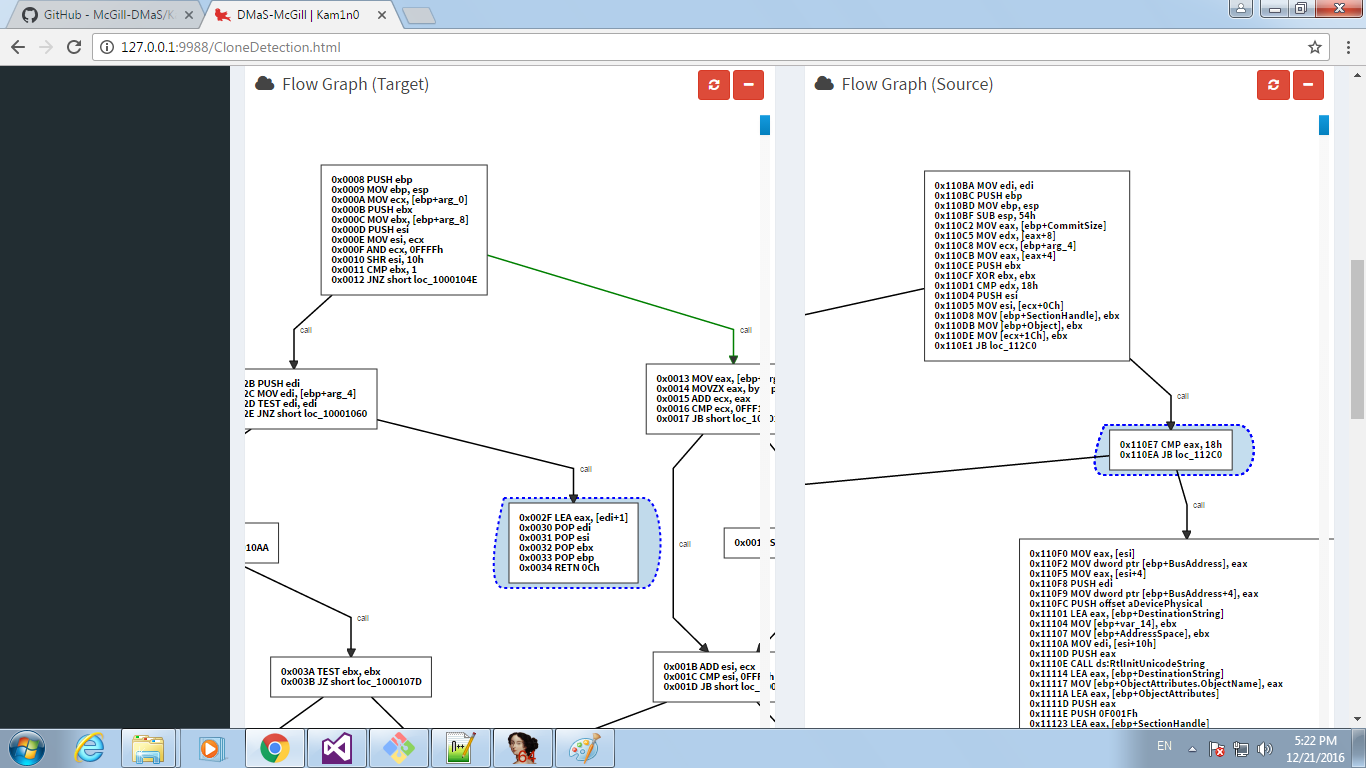 GitHub - McGill-DMaS/K
DMaS-McGill | Kam1n0
127.0.0.1:9988/CloneDetection.html
Flow Graph (Target)
0x0008 PUSH ebp
0x0009 MOV ebp, esp
0x000A MOV ecx, [ebp+arg_0]
0x000B PUSH ebx
0x000C MOV ebx, [ebp+arg_8]
0x000D PUSH esi
0x000E MOV esi, ecx
0x000F AND ecx, 0FFFFh
0x0010 SHR esi, 10h
0x0011 CMP ebx, 1
0x0012 JNZ short loc_1000104E
call
call
2B PUSH edi
2C MOV edi, [ebp+arg_4]
2D TEST edi, edi
2E JNZ short loc_10001060
0x0013 MOV eax, [ebp+
0x0014 MOVZX eax, by
0x0015 ADD ecx, eax
0x0016 CMP ecx, 0FFF
0x0017 JB short loc_
call
0x002F LEA eax, [edi+1]
0x0030 POP edi
0x0031 POP esi
0x0032 POP ebx
0x0033 POP ebp
0x0034 RETN 0Ch
10AA
call
0x001
call
0x003A TEST ebx, ebx
0x003B JZ short loc_1000107D
0x001B ADD esi, ecx
0x001C CMP esi, 0FFF
0x001D JB short loc_
Flow Graph (Source)
0x110BA MOV edi, edi
0x110BC PUSH ebp
0x110BD MOV ebp, esp
0x110BF SUB esp, 54h
0x110C2 MOV eax, [ebp+CommitSize]
0x110C5 MOV edx, [eax+8]
0x110C8 MOV ecx, [ebp+arg_4]
0x110CB MOV eax, [eax+4]
0x110CE PUSH ebx
0x110CF XOR ebx, ebx
0x110D1 CMP edx, 18h
0x110D4 PUSH esi
0x110D5 MOV esi, [ecx+0Ch]
0x110D8 MOV [ebp+SectionHandle], ebx
0x110DB MOV [ebp+Object], ebx
0x110DE MOV [ecx+1Ch], ebx
0x110E1 JB loc_112C0
call
0x110E7 CMP eax, 18h
0x110EA JB loc_112C0
call
0x110F0 MOV eax, [esi]
0x110F2 MOV dword ptr [ebp+BusAddress], eax
0x110F5 MOV eax, [esi+4]
0x110F8 PUSH edi
0x110F9 MOV dword ptr [ebp+BusAddress+4], eax
0x110FC PUSH offset aDevicePhysical
0x11101 LEA eax, [ebp+DestinationString]
0x11104 MOV [ebp+var_14], ebx
0x11107 MOV [ebp+AddressSpace], ebx
0x1110A MOV edi, [esi+10h]
0x1110D PUSH eax
0x1110E CALL ds:RtlInitUnicodeString
0x11114 LEA eax, [ebp+DestinationString]
0x11117 MOV [ebp+ObjectAttributes.ObjectName], eax
0x1111A LEA eax, [ebp+ObjectAttributes]
0x1111D PUSH eax
0x1111E PUSH 0F001Fh
0x11123 LEA eax, [ebp+SectionHandle]
EN
5:22 PM
12/21/2016